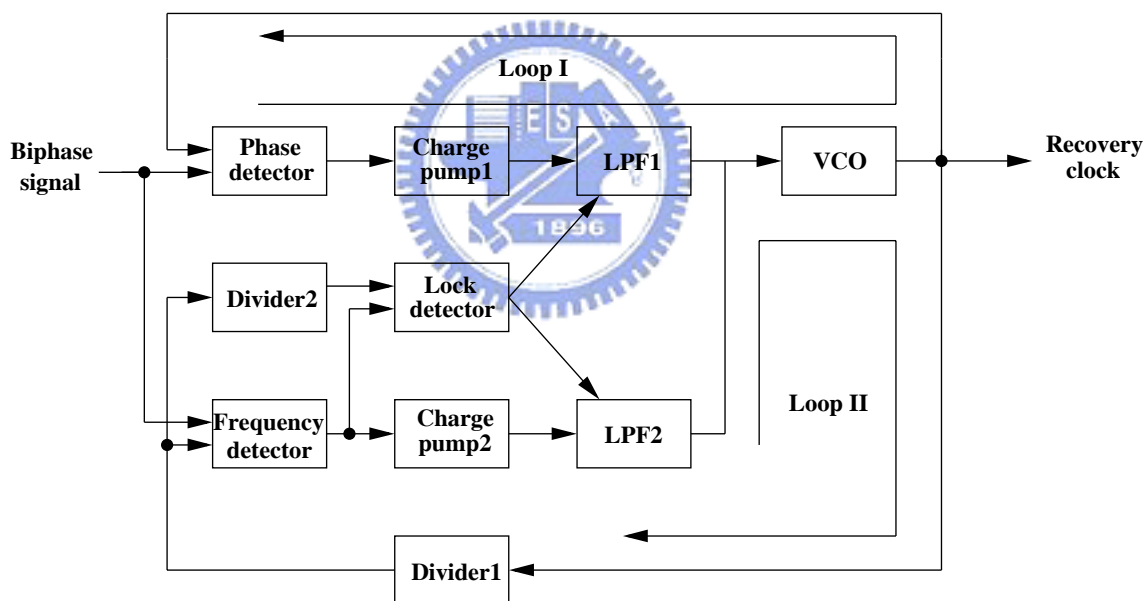 Loop I
Biphase
signal
Phase
detector
Charge
pump1
LPF1
VCO
Recovery
clock
E S A
1896
Divider2
Lock
detector
Loop II
Frequency
detector
Charge
pump2
LPF2
Divider1